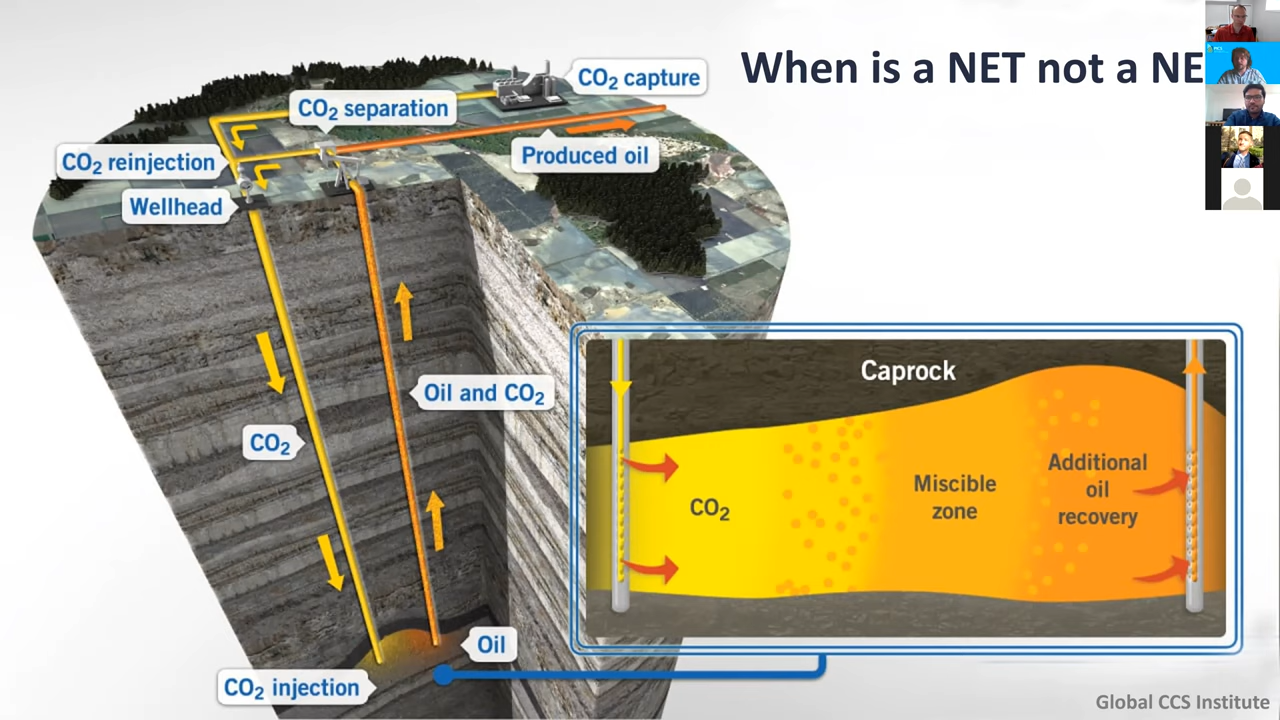 When is a NET not a NE
CO2 capture
CO2 separation
Produced oil
CO2 reinjection
Wellhead
Oil and CO2
CO2
Oil
CO2 injection
Caprock
CO2
Miscible
zone
Additional
oil
recovery
Global CCS Institute